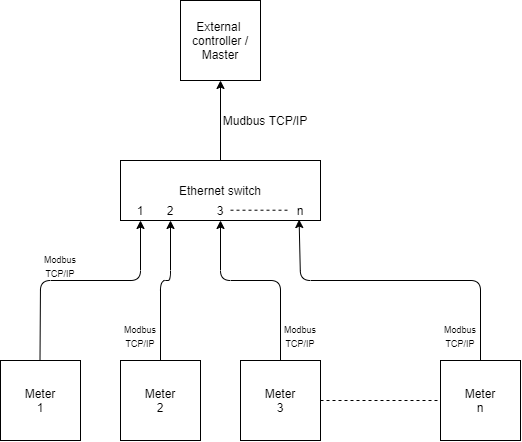 External
controller /
Master
Mudbus TCP/IP
Ethernet switch
1 2 3 n
Modbus
TCP/IP
Modbus
TCP/IP
Modbus
TCP/IP
Modbus
TCP/IP
Meter
1
Meter
2
Meter
3
Meter
n